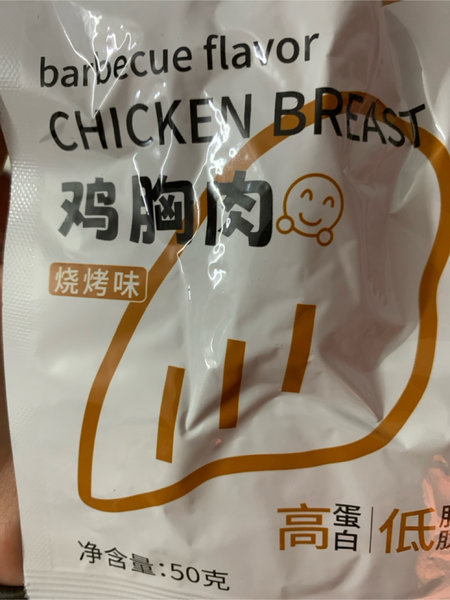 barbecue flavor
CHICKEN BREAST
鸡胸肉
烧烤味
高蛋白|低
净含量:50克